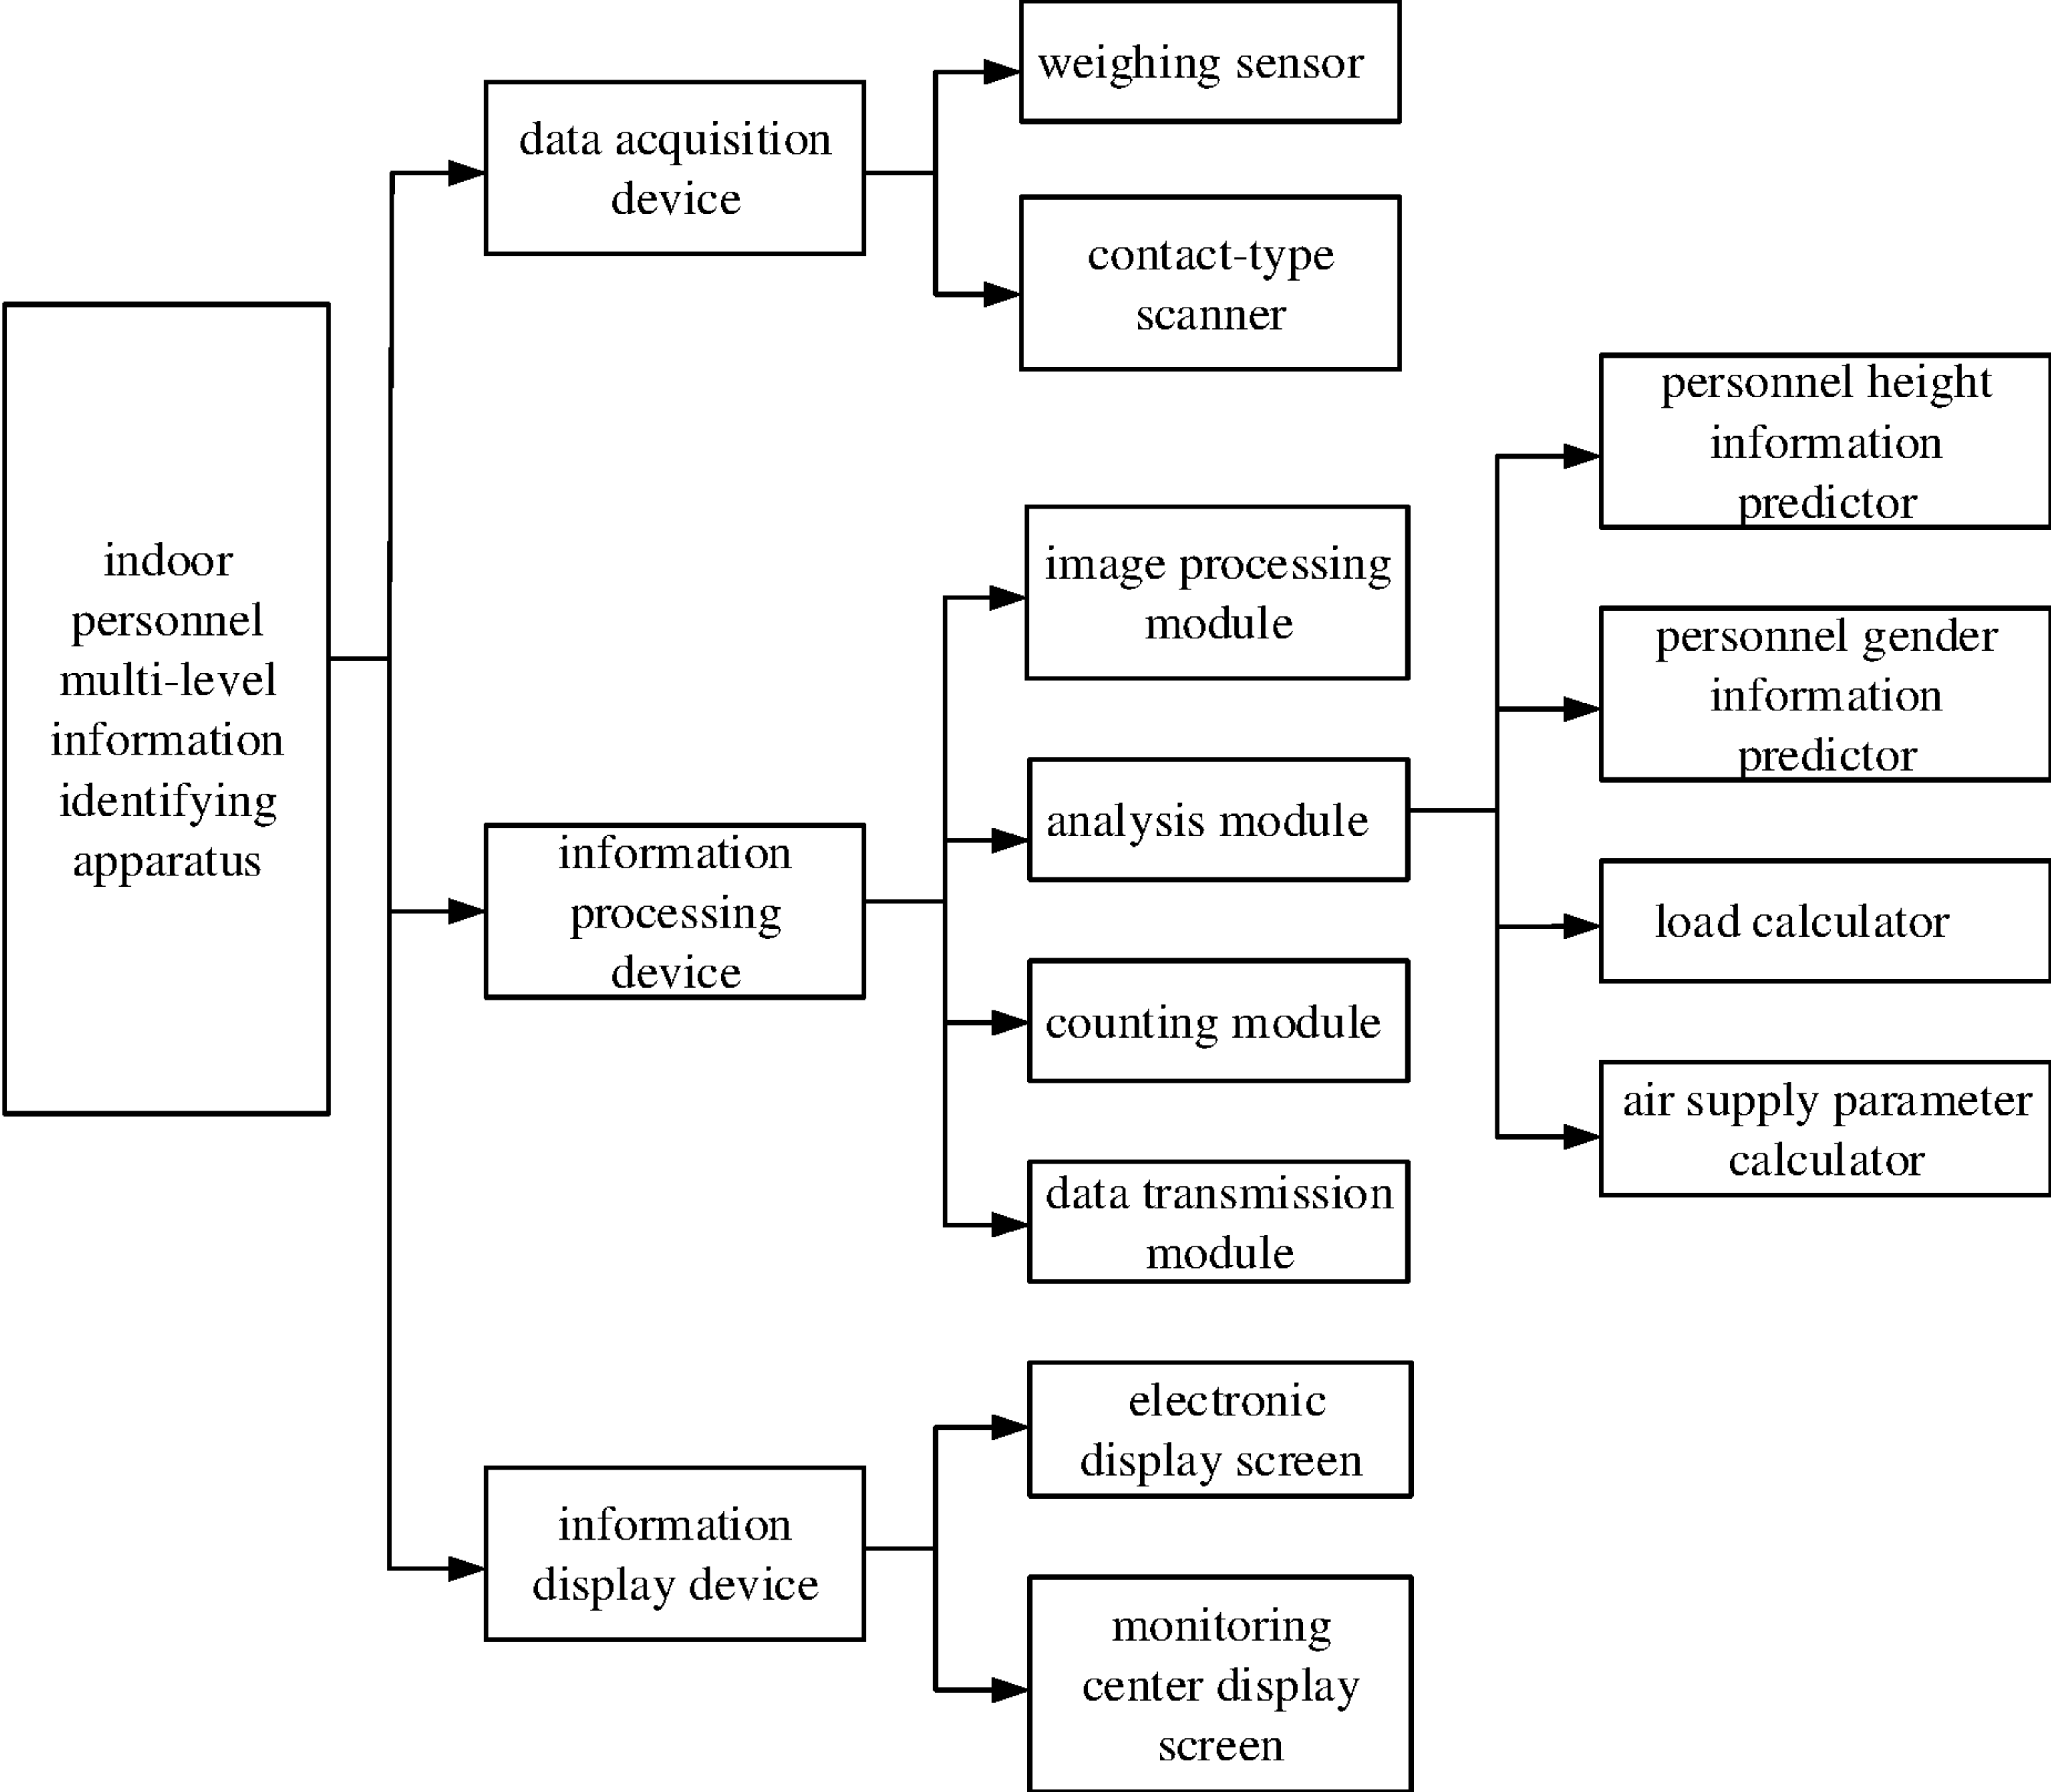 indoor
personnel
multi-level
information
identifying
apparatus
data acquisition
device
weighing sensor
contact-type
scanner
information
processing
device
image processing
module
analysis module
personnel height
information
predictor
personnel gender
information
predictor
load calculator
air supply parameter
calculator
counting module
data transmission
module
information
display device
electronic
display screen
monitoring
center display
screen